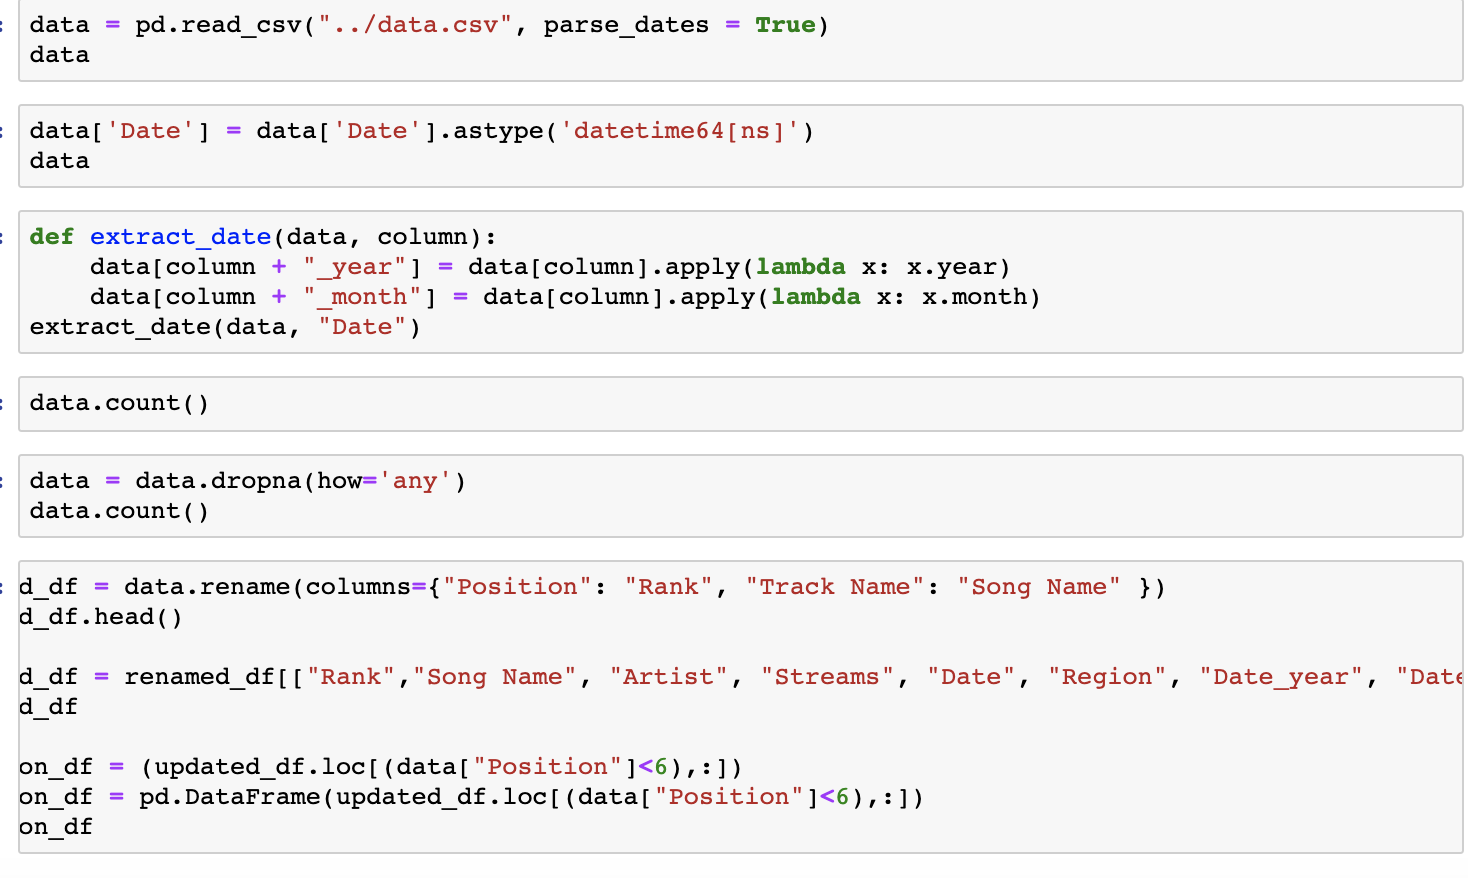 data = pd.read_csv("../data.csv", parse_dates = True)
data
data['Date'] = data['Date'].astype('datetime64[ns]')
data
def extract_date(data, column):
    data[column + "_year"] = data[column].apply(lambda x: x.year)
    data[column + "_month"] = data[column].apply(lambda x: x.month)
extract_date(data, "Date")
data.count()
data = data.dropna(how='any')
data.count()
d_df = data.rename(columns={"Position": "Rank", "Track Name": "Song Name" })
d_df.head()
d_df = renamed_df[["Rank","Song Name", "Artist", "Streams", "Date", "Region", "Date_year", "Date
d_df
on_df = (updated_df.loc[(data["Position"]<6),:])
on_df = pd.DataFrame(updated_df.loc[(data["Position"]<6),:])
on_df